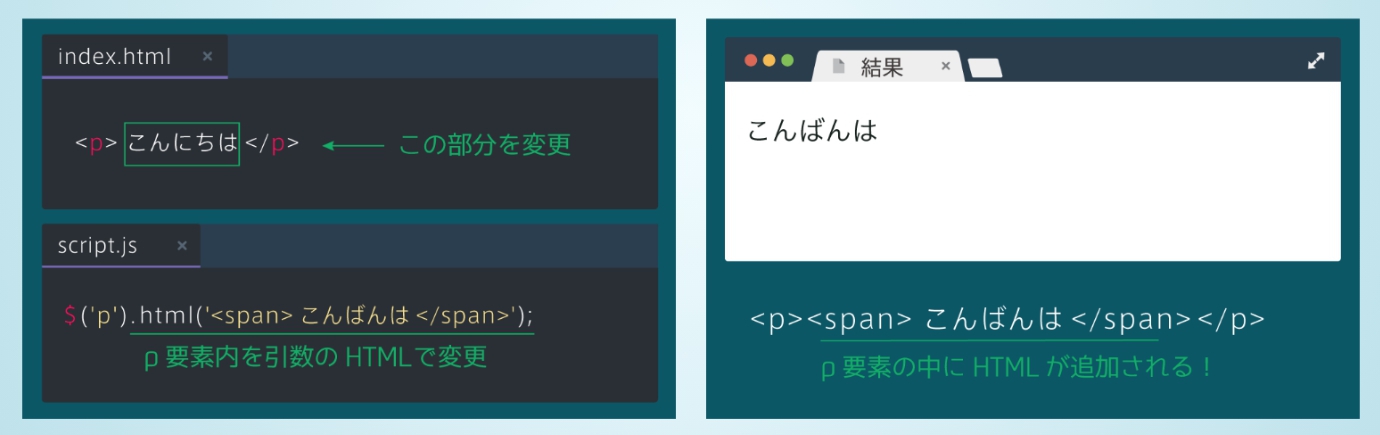 index.html ×
<p> こんにちは </p> ← この部分を変更
script.js ×
$('p').html('<span> こんばんは </span>');
p 要素内を引数の HTMLで変更
結果 ×
こんばんは
<p><span> こんばんは </span></p>
p 要素の中に HTML が追加される！